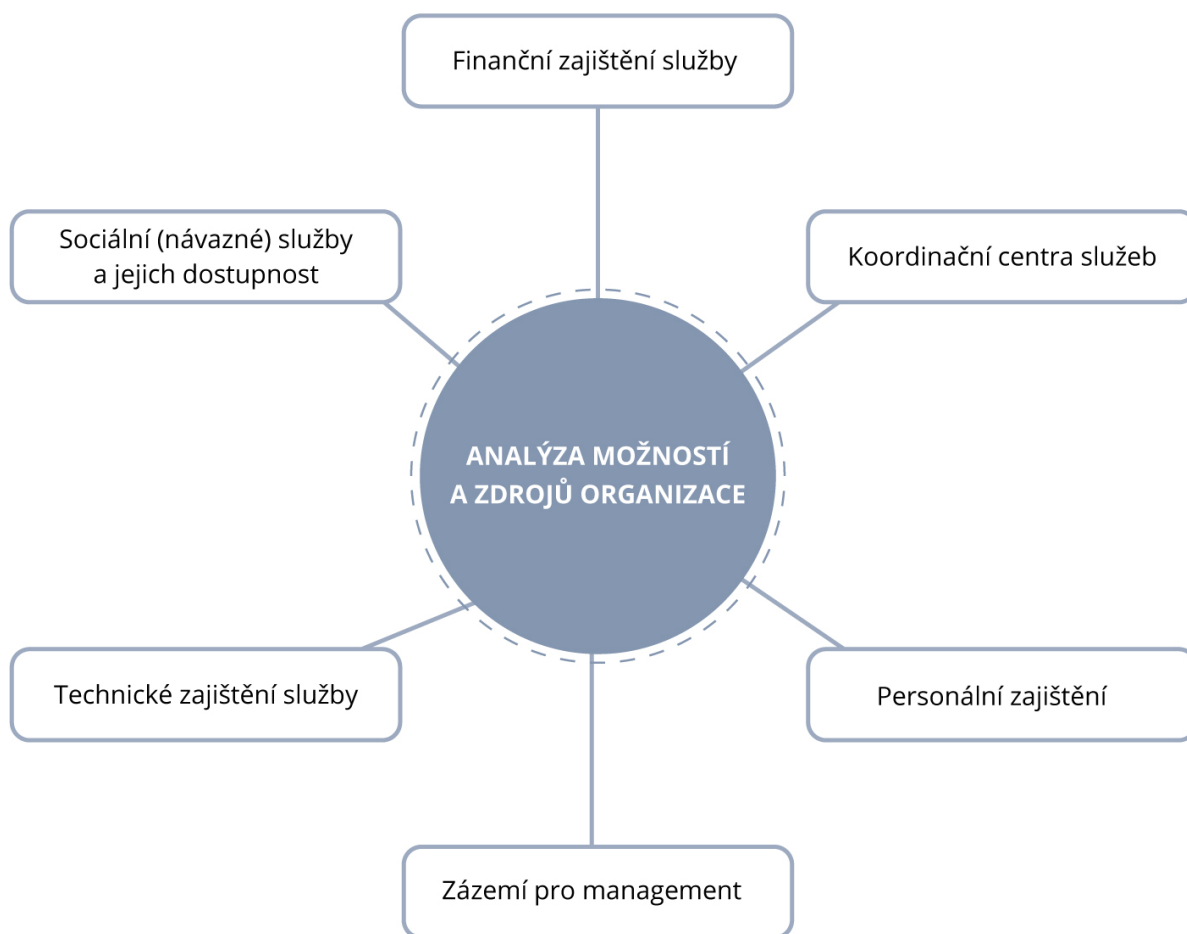 Finanční zajištění služby
Sociální (návazné) služby
a jejich dostupnost
Koordinační centra služeb
ANALÝZA MOŽNOSTÍ
A ZDROJŮ ORGANIZACE
Technické zajištění služby
Personální zajištění
Zázemí pro management